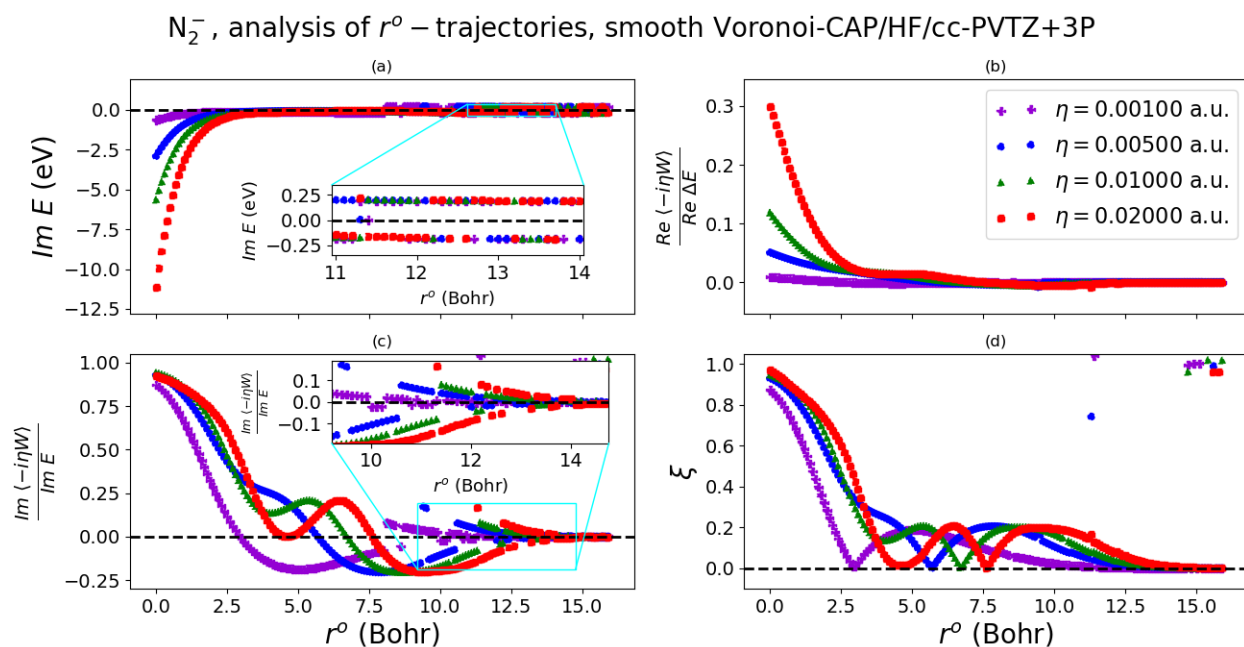 N₂⁻, analysis of rᵒ − trajectories, smooth Voronoi-CAP/HF/cc-PVTZ+3P
(a)
Im E (eV)
0.0
−2.5
−5.0
−7.5
−10.0
−12.5
Im E (eV)
0.25
0.00
−0.25
11
12
13
14
rᵒ (Bohr)
(b)
Re ⟨−iηW⟩
Re ΔE
0.3
0.2
0.1
0.0
η = 0.00100 a.u.
η = 0.00500 a.u.
η = 0.01000 a.u.
η = 0.02000 a.u.
(c)
Im ⟨−iηW⟩
Im E
1.00
0.75
0.50
0.25
0.00
−0.25
Im ⟨−iηW⟩
Im E
0.1
0.0
−0.1
10
12
14
rᵒ (Bohr)
0.0
2.5
5.0
7.5
10.0
12.5
15.0
rᵒ (Bohr)
(d)
ξ
1.0
0.8
0.6
0.4
0.2
0.0
0.0
2.5
5.0
7.5
10.0
12.5
15.0
rᵒ (Bohr)